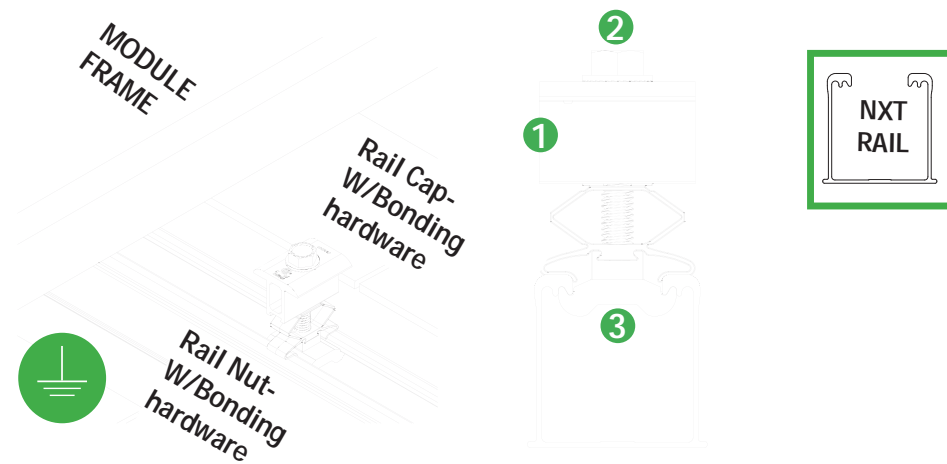 MODULE
FRAME
Rail Cap-
W/Bonding
hardware
Rail Nut-
W/Bonding
hardware
2
1
3
NXT
RAIL